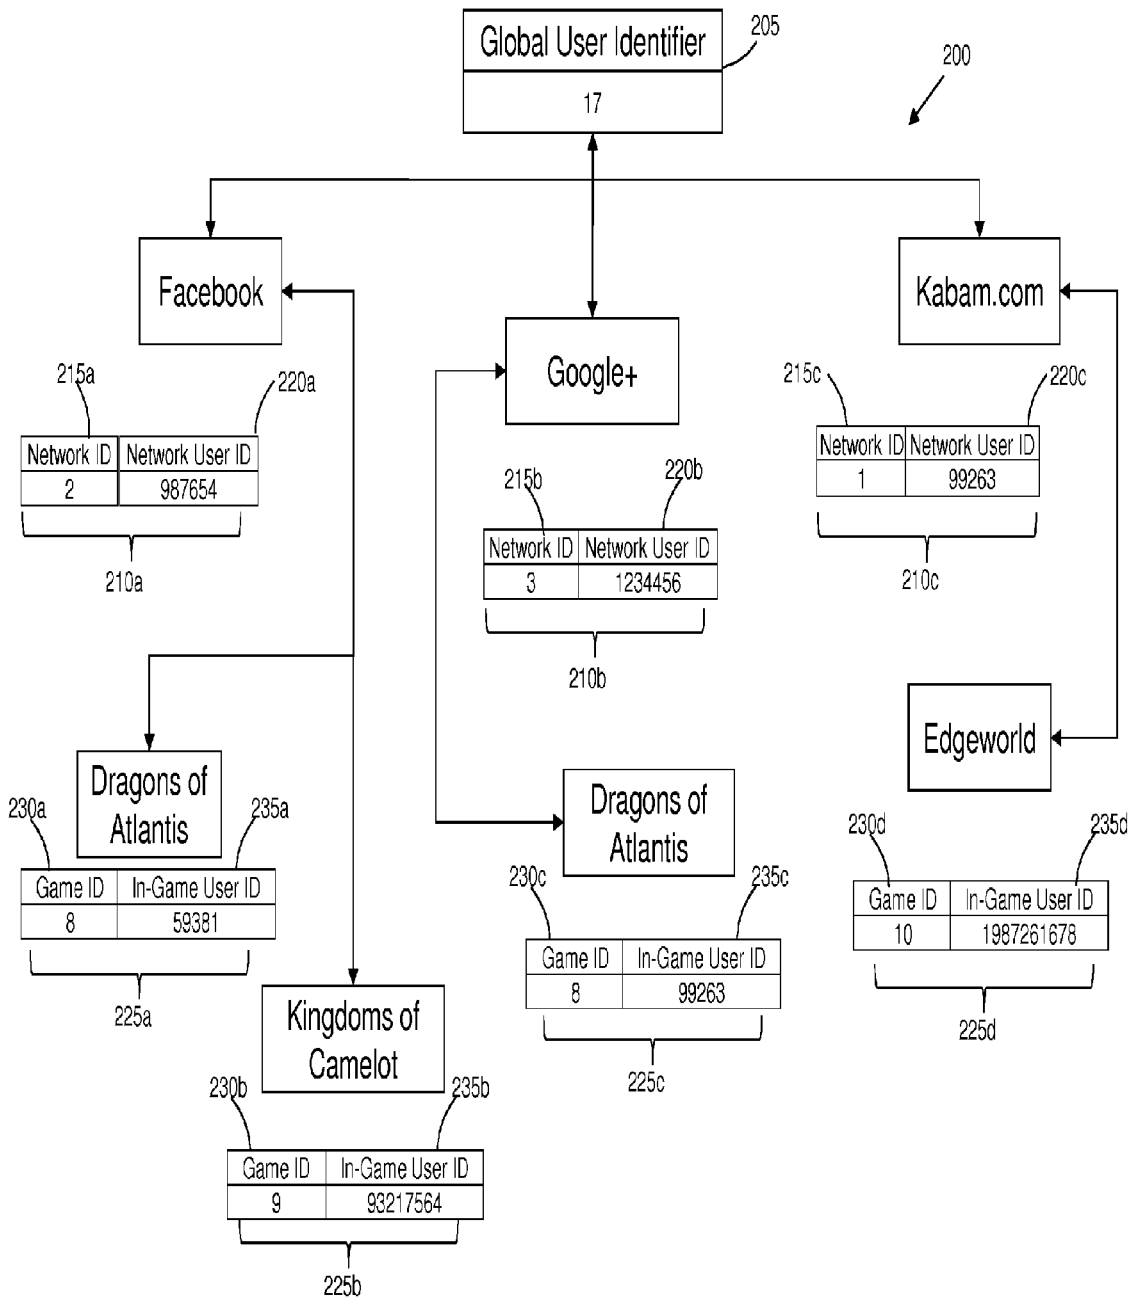 Global User Identifier
205
17
200
Facebook
Google+
Kabam.com
215a
220a
Network ID Network User ID
2 987654
210a
215b
220b
Network ID Network User ID
3 1234456
210b
215c
220c
Network ID Network User ID
1 99263
210c
Dragons of
Atlantis
230a
235a
Game ID In-Game User ID
8 59381
225a
Kingdoms of
Camelot
230b
235b
Game ID In-Game User ID
9 93217564
225b
Dragons of
Atlantis
230c
235c
Game ID In-Game User ID
8 99263
225c
Edgeworld
230d
235d
Game ID In-Game User ID
10 1987261678
225d